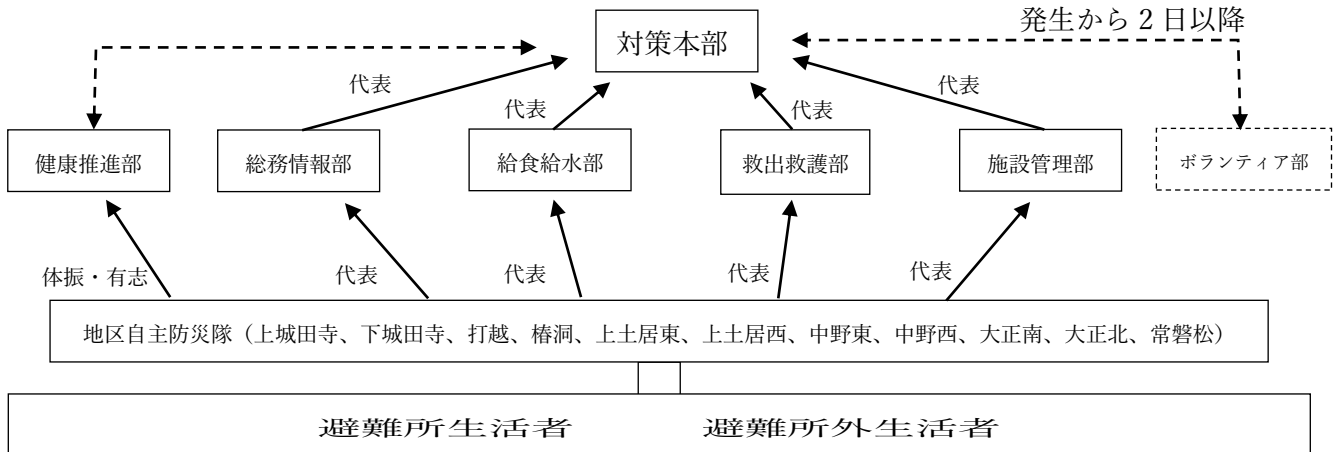 発生から2日以降
対策本部
代表
代表
代表
代表
健康推進部
総務情報部
給食給水部
救出救護部
施設管理部
ボランティア部
体振・有志
代表
代表
代表
代表
地区自主防災隊（上城田寺、下城田寺、打越、椿洞、上土居東、上土居西、中野東、中野西、大正南、大正北、常磐松）
避難所生活者 避難所外生活者